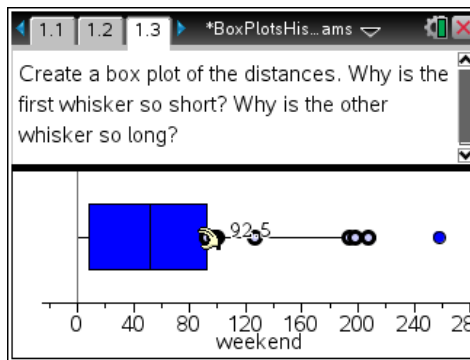 1.1 1.2 1.3 *BoxPlotsHis…ams
Create a box plot of the distances. Why is the
first whisker so short? Why is the other
whisker so long?
92.5
0 40 80 120 160 200 240 28
weekend